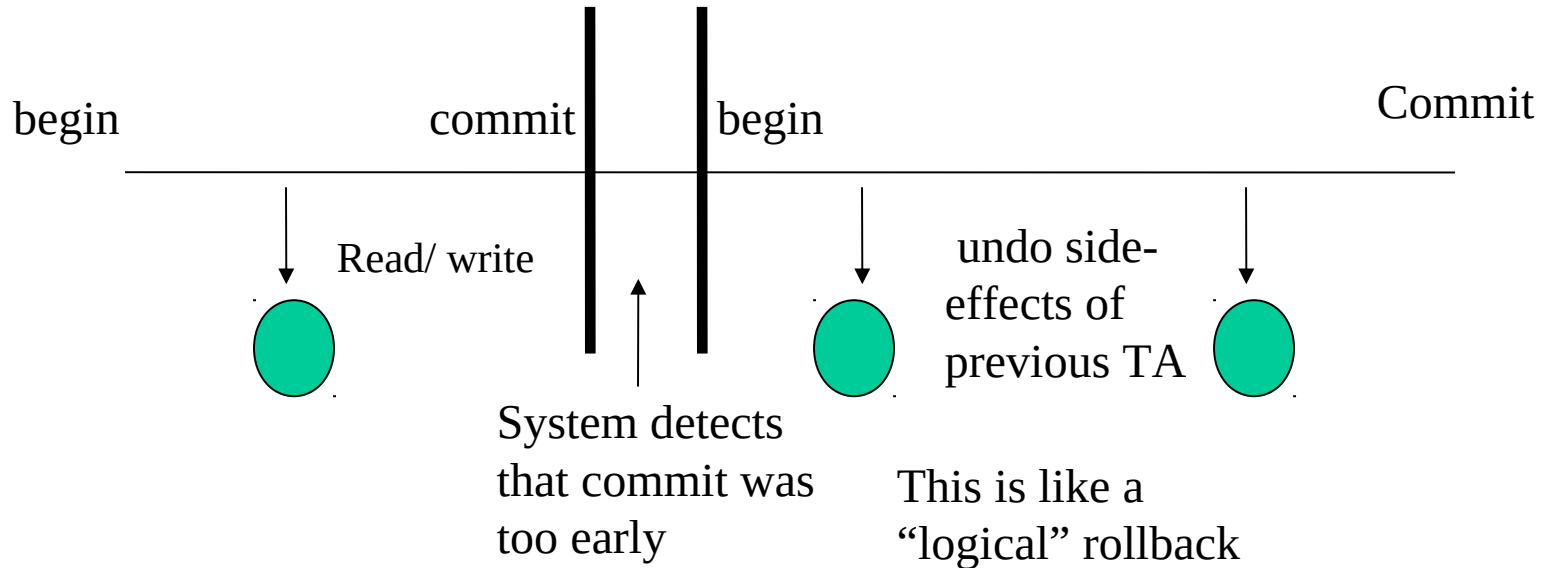 begin
commit
begin
Commit
Read/ write
undo side-
effects of
previous TA
System detects
that commit was
too early
This is like a
“logical” rollback